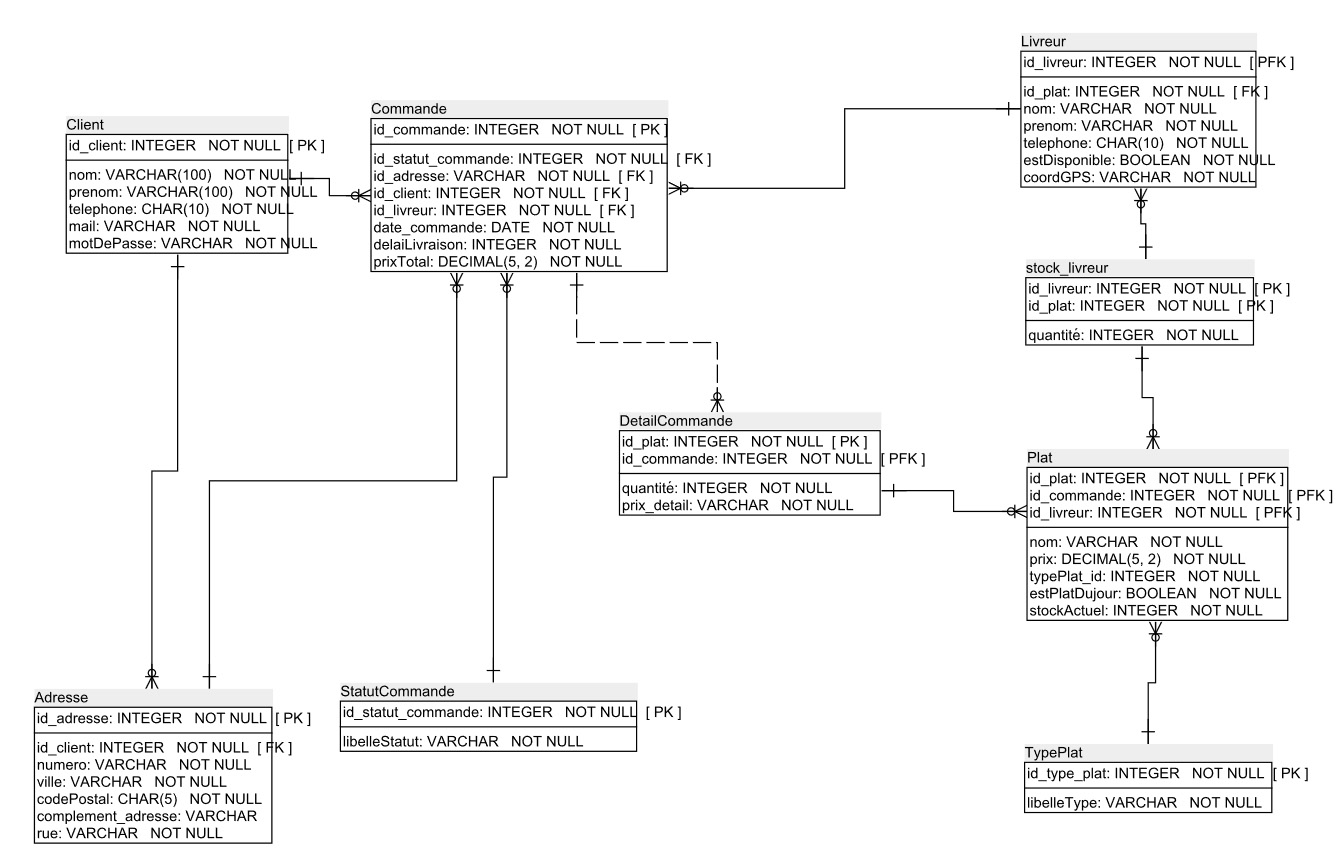 Livreur
id_livreur: INTEGER NOT NULL [ PFK ]
id_plat: INTEGER NOT NULL [ FK ]
nom: VARCHAR NOT NULL
prenom: VARCHAR NOT NULL
telephone: CHAR(10) NOT NULL
estDisponible: BOOLEAN NOT NULL
coordGPS: VARCHAR NOT NULL
Commande
id_commande: INTEGER NOT NULL [ PK ]
id_statut_commande: INTEGER NOT NULL [ FK ]
id_adresse: VARCHAR NOT NULL [ FK ]
id_client: INTEGER NOT NULL [ FK ]
id_livreur: INTEGER NOT NULL [ FK ]
date_commande: DATE NOT NULL
delaiLivraison: INTEGER NOT NULL
prixTotal: DECIMAL(5, 2) NOT NULL
Client
id_client: INTEGER NOT NULL [ PK ]
nom: VARCHAR(100) NOT NULL
prenom: VARCHAR(100) NOT NULL
telephone: CHAR(10) NOT NULL
mail: VARCHAR NOT NULL
motDePasse: VARCHAR NOT NULL
stock_livreur
id_livreur: INTEGER NOT NULL [ PK ]
id_plat: INTEGER NOT NULL [ PK ]
quantité: INTEGER NOT NULL
DetailCommande
id_plat: INTEGER NOT NULL [ PK ]
id_commande: INTEGER NOT NULL [ PFK ]
quantité: INTEGER NOT NULL
prix_detail: VARCHAR NOT NULL
Plat
id_plat: INTEGER NOT NULL [ PFK ]
id_commande: INTEGER NOT NULL [ PFK ]
id_livreur: INTEGER NOT NULL [ PFK ]
nom: VARCHAR NOT NULL
prix: DECIMAL(5, 2) NOT NULL
typePlat_id: INTEGER NOT NULL
estPlatDujour: BOOLEAN NOT NULL
stockActuel: INTEGER NOT NULL
Adresse
id_adresse: INTEGER NOT NULL [ PK ]
id_client: INTEGER NOT NULL [ FK ]
numero: VARCHAR NOT NULL
ville: VARCHAR NOT NULL
codePostal: CHAR(5) NOT NULL
complement_adresse: VARCHAR
rue: VARCHAR NOT NULL
StatutCommande
id_statut_commande: INTEGER NOT NULL [ PK ]
libelleStatut: VARCHAR NOT NULL
TypePlat
id_type_plat: INTEGER NOT NULL [ PK ]
libelleType: VARCHAR NOT NULL